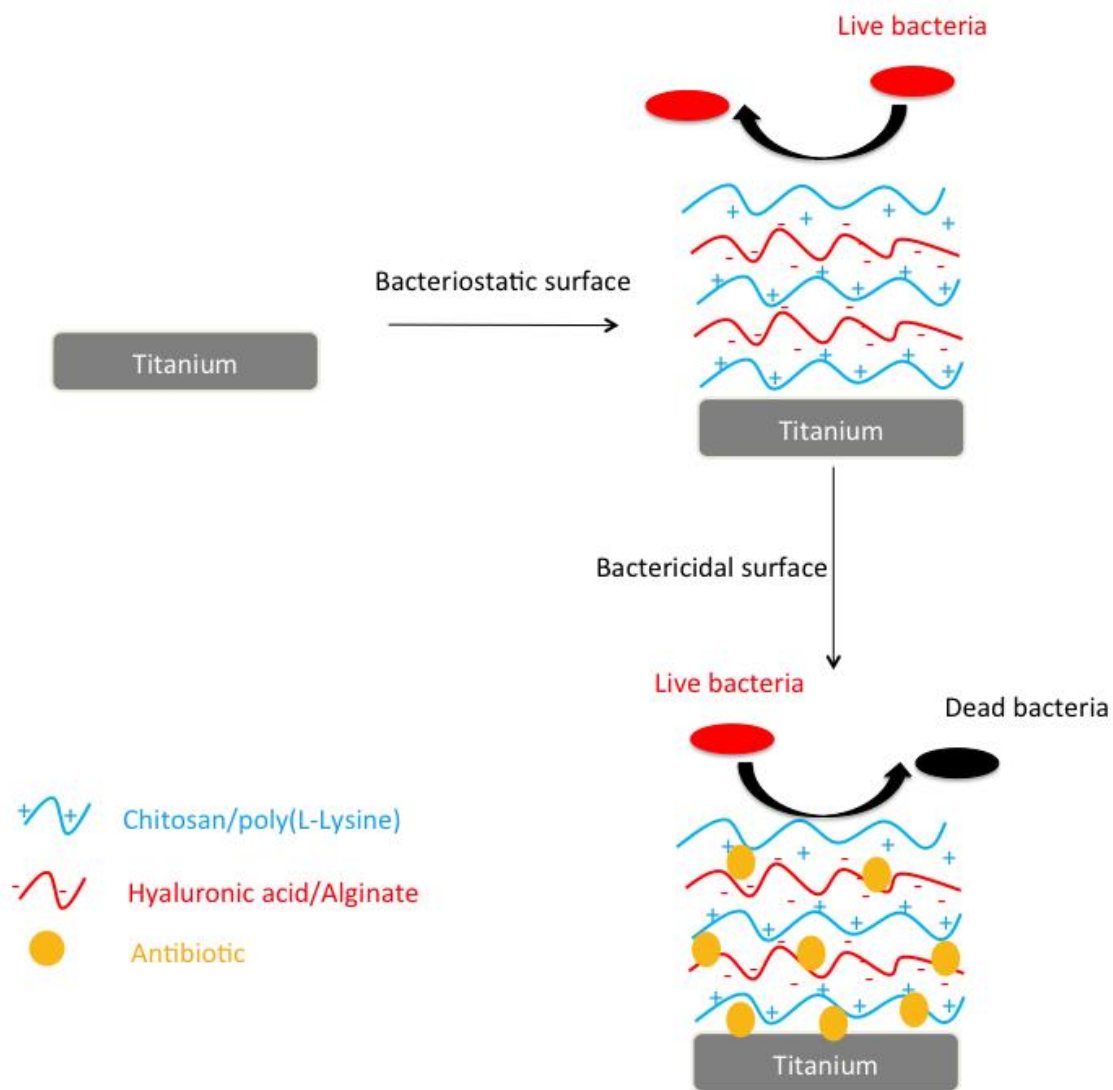 Live bacteria
Bacteriostatic surface
Titanium
Titanium
Bactericidal surface
Live bacteria
Dead bacteria
Chitosan/poly(L-Lysine)
Hyaluronic acid/Alginate
Antibiotic
Titanium